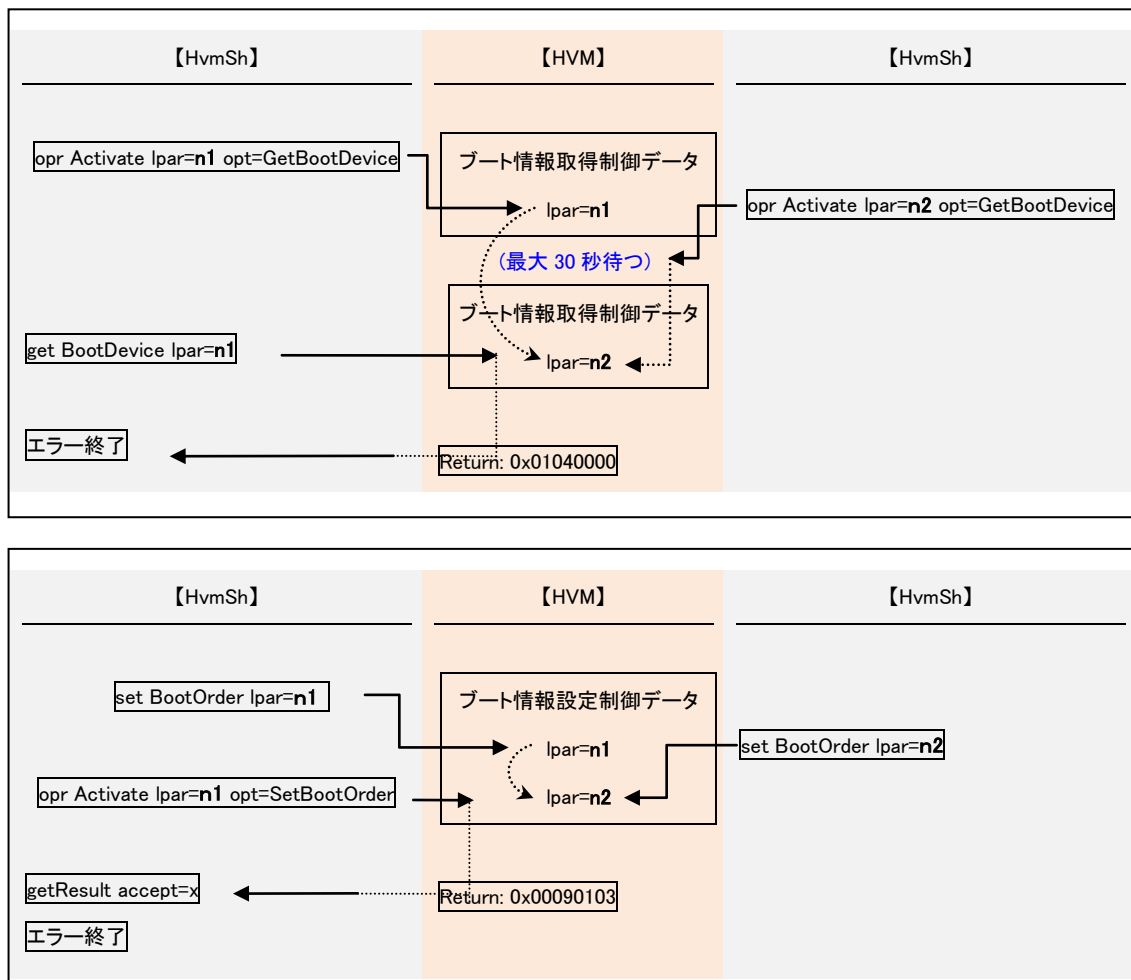 【HvmSh】
【HVM】
【HvmSh】
opr Activate lpar=n1 opt=GetBootDevice
ブート情報取得制御データ
lpar=n1
opr Activate lpar=n2 opt=GetBootDevice
(最大 30 秒待つ)
ブート情報取得制御データ
get BootDevice lpar=n1
lpar=n2
エラー終了
Return: 0x01040000
【HvmSh】
【HVM】
【HvmSh】
set BootOrder lpar=n1
ブート情報設定制御データ
lpar=n1
set BootOrder lpar=n2
opr Activate lpar=n1 opt=SetBootOrder
lpar=n2
getResult accept=x
Return: 0x00090103
エラー終了